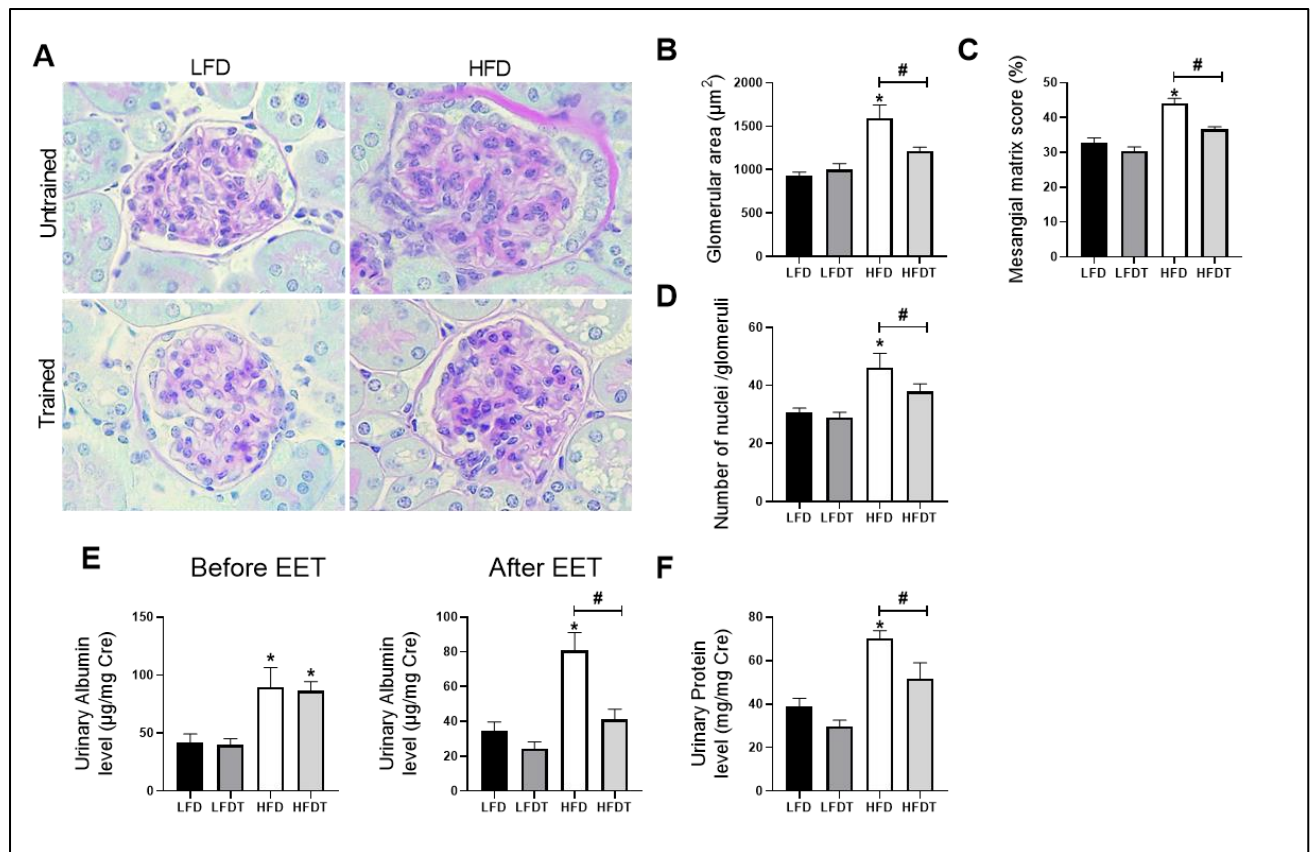 A
LFD
HFD
Untrained
Trained
B
Glomerular area (µm²)
2000
1500
1000
500
0
*
#
LFD LFDT HFD HFDT
C
Mesangial matrix score (%)
50
40
30
20
10
0
*
#
LFD LFDT HFD HFDT
D
Number of nuclei /glomeruli
60
40
20
0
*
#
LFD LFDT HFD HFDT
E
Before EET
Urinary Albumin
level (µg/mg Cre)
150
100
50
0
* *
LFD LFDT HFD HFDT
After EET
Urinary Albumin
level (µg/mg Cre)
100
80
60
40
20
0
*
#
LFD LFDT HFD HFDT
F
Urinary Protein
level (mg/mg Cre)
80
60
40
20
0
*
#
LFD LFDT HFD HFDT